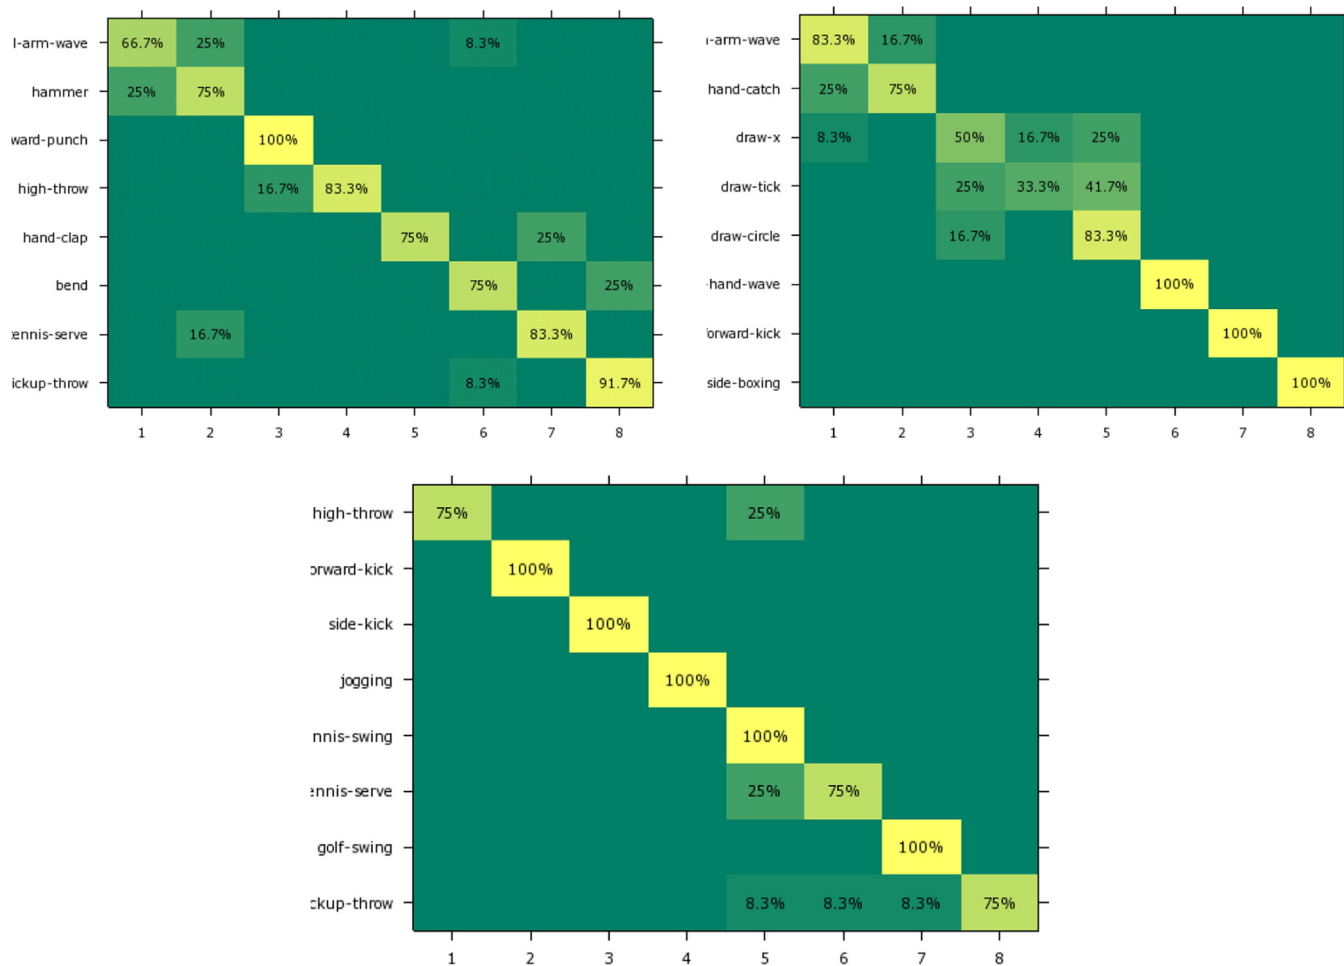 l-arm-wave 66.7% 25% 8.3%
hammer 25% 75%
ward-punch 100%
high-throw 16.7% 83.3%
hand-clap 75% 25%
bend 75% 25%
ennis-serve 16.7% 83.3%
ickup-throw 8.3% 91.7%
1 2 3 4 5 6 7 8
-arm-wave 83.3% 16.7%
hand-catch 25% 75%
draw-x 8.3% 50% 16.7% 25%
draw-tick 25% 33.3% 41.7%
draw-circle 16.7% 83.3%
-hand-wave 100%
orward-kick 100%
side-boxing 100%
1 2 3 4 5 6 7 8
high-throw 75% 25%
orward-kick 100%
side-kick 100%
jogging 100%
nnis-swing 100%
ennis-serve 25% 75%
golf-swing 100%
ckup-throw 8.3% 8.3% 8.3% 75%
1 2 3 4 5 6 7 8